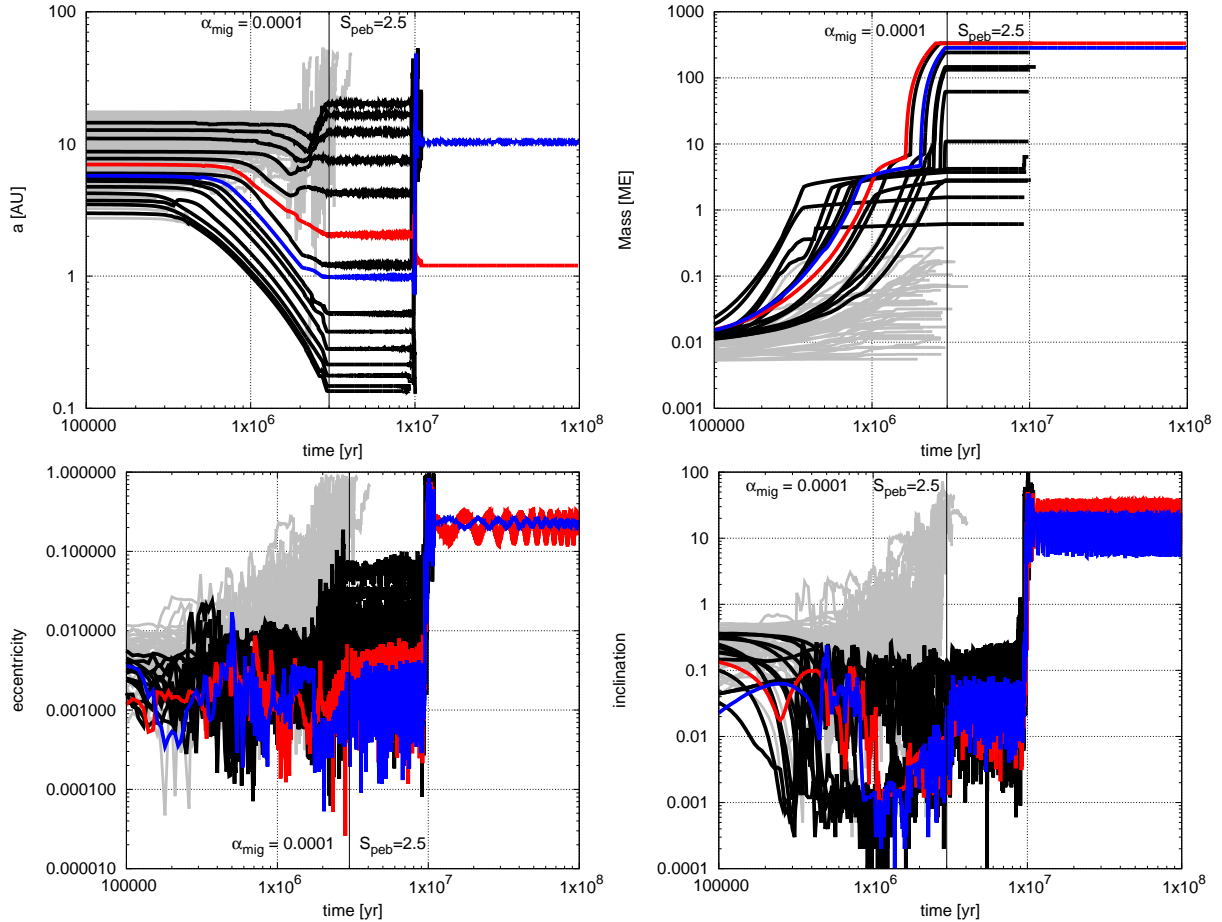 α_mig = 0.0001 S_peb=2.5
100
10
1
0.1
a [AU]
100000 1x10^6 1x10^7 1x10^8
time [yr]
α_mig = 0.0001 S_peb=2.5
1000
100
10
1
0.1
0.01
0.001
Mass [ME]
100000 1x10^6 1x10^7 1x10^8
time [yr]
1.000000
0.100000
0.010000
0.001000
0.000100
0.000010
eccentricity
α_mig = 0.0001 S_peb=2.5
100000 1x10^6 1x10^7 1x10^8
time [yr]
α_mig = 0.0001 S_peb=2.5
100
10
1
0.1
0.01
0.001
0.0001
inclination
100000 1x10^6 1x10^7 1x10^8
time [yr]